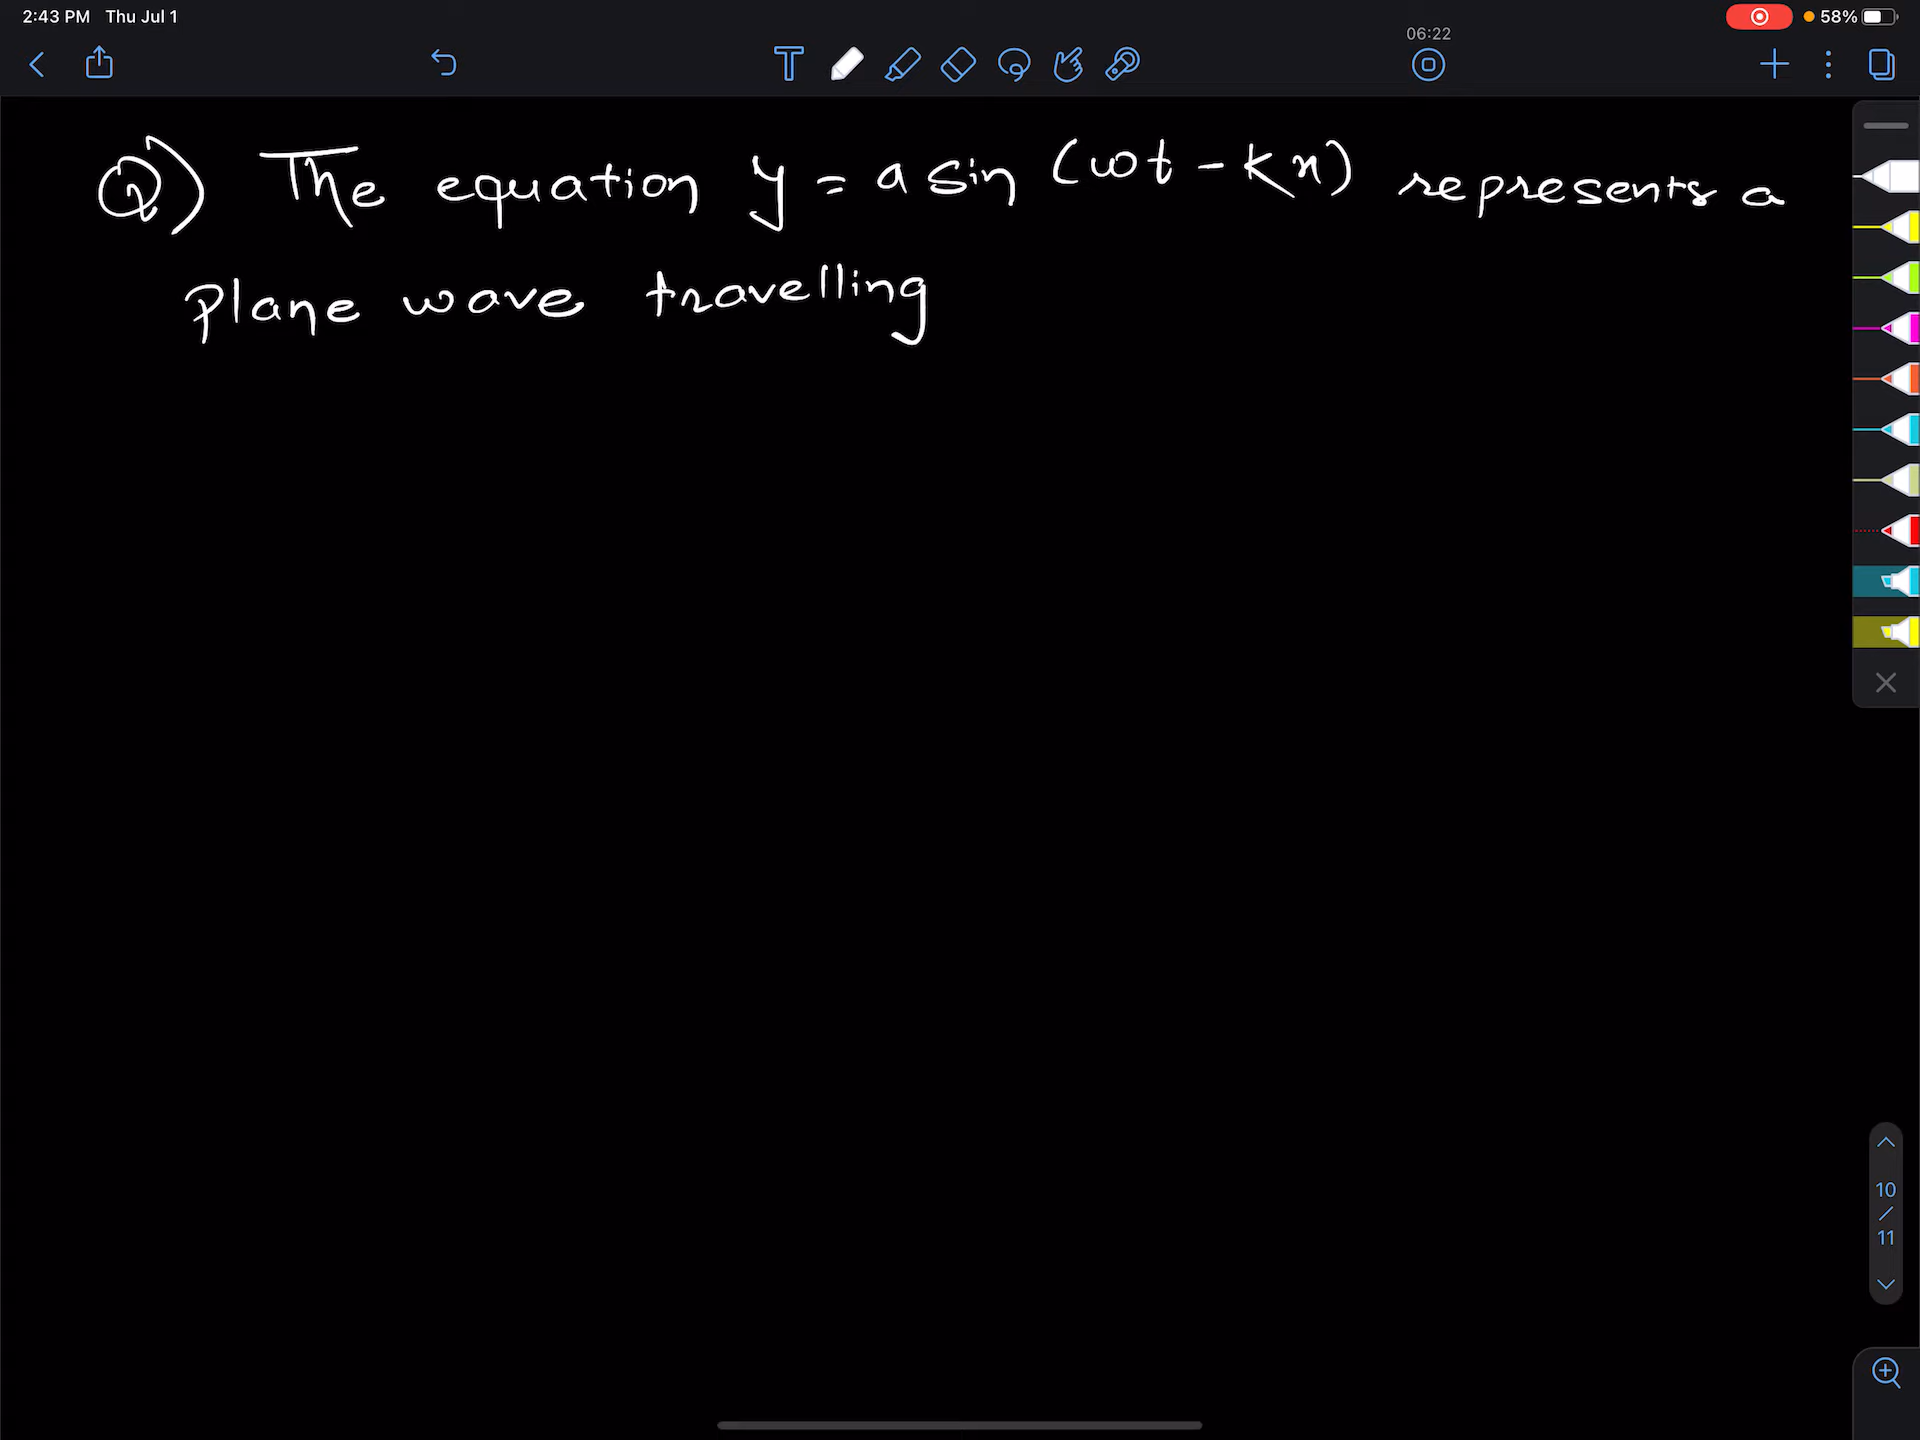 2:43 PM Thu Jul 1
58%
06:22
Q) The equation y = a sin (ωt - kx) represents a
plane wave travelling
10
/
11